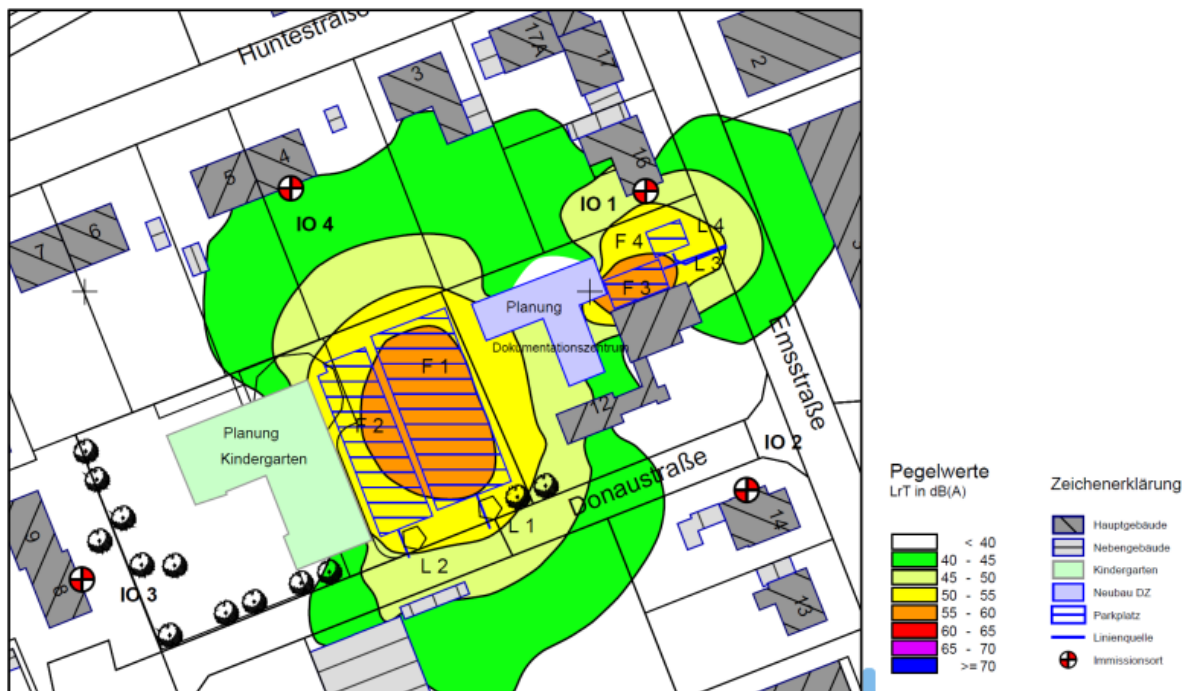 Huntestraße
17A
17
2
3
16
4
5
6
7
IO 4
IO 1
F 4
L 4
L 3
F 3
Planung
Dokumentationszentrum
Emsstraße
F 1
F 2
Planung
Kindergarten
12
IO 2
Donaustraße
L 1
L 2
14
13
9
8
IO 3
Pegelwerte
LrT in dB(A)
< 40
40 - 45
45 - 50
50 - 55
55 - 60
60 - 65
65 - 70
>= 70
Zeichenerklärung
Hauptgebäude
Nebengebäude
Kindergarten
Neubau DZ
Parkplatz
Linienquelle
Immissionsort